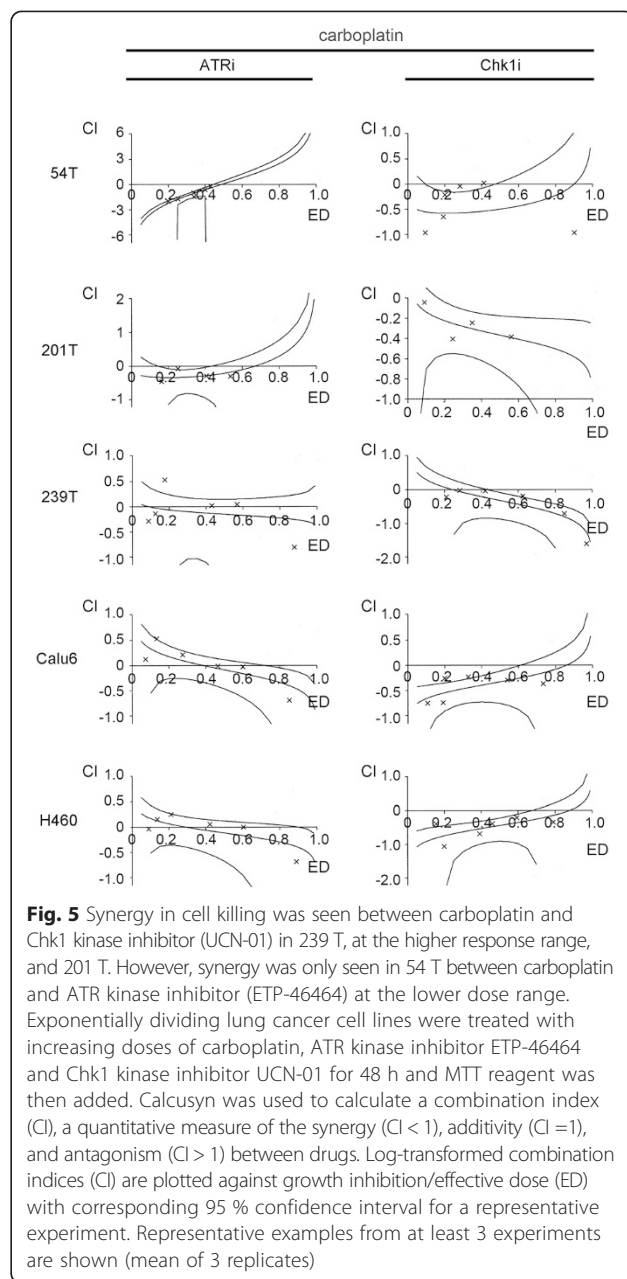 carboplatin
ATRi
Chk1i
54T
CI
6
3
0
-3
-6
0 0.2 0.4 0.6 0.8 1.0
ED
CI
1.0
0.5
0
-0.5
-1.0
0 0.2 0.4 0.6 0.8 1.0
ED
201T
CI
2
1
0
-1
0 0.2 0.4 0.6 0.8 1.0
ED
CI
0
-0.2
-0.4
-0.6
-0.8
-1.0
0 0.2 0.4 0.6 0.8 1.0
ED
239T
CI
1.0
0.5
0
-0.5
-1.0
0 0.2 0.4 0.6 0.8 1.0
ED
CI
1.0
0
-1.0
-2.0
0 0.2 0.4 0.6 0.8 1.0
ED
Calu6
CI
1.0
0.5
0
-0.5
-1.0
0 0.2 0.4 0.6 0.8 1.0
ED
CI
1.0
0.5
0
-0.5
-1.0
0 0.2 0.4 0.6 0.8 1.0
ED
H460
CI
1.0
0.5
0
-0.5
-1.0
0 0.2 0.4 0.6 0.8 1.0
ED
CI
1.0
0
-1.0
-2.0
0 0.2 0.4 0.6 0.8 1.0
ED
Fig. 5 Synergy in cell killing was seen between carboplatin and
Chk1 kinase inhibitor (UCN-01) in 239 T, at the higher response range,
and 201 T. However, synergy was only seen in 54 T between carboplatin
and ATR kinase inhibitor (ETP-46464) at the lower dose range.
Exponentially dividing lung cancer cell lines were treated with
increasing doses of carboplatin, ATR kinase inhibitor ETP-46464
and Chk1 kinase inhibitor UCN-01 for 48 h and MTT reagent was
then added. Calcusyn was used to calculate a combination index
(CI), a quantitative measure of the synergy (CI < 1), additivity (CI =1),
and antagonism (CI > 1) between drugs. Log-transformed combination
indices (CI) are plotted against growth inhibition/effective dose (ED)
with corresponding 95 % confidence interval for a representative
experiment. Representative examples from at least 3 experiments
are shown (mean of 3 replicates)